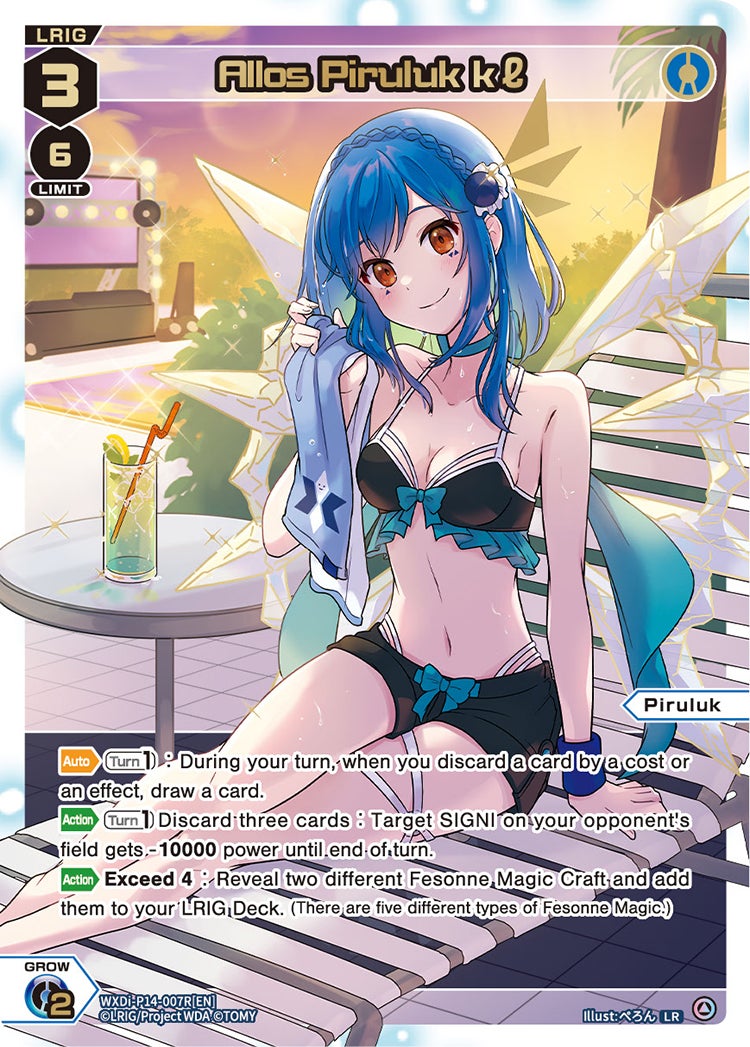 LRIG
3
Allos Piruluk kℓ
6
LIMIT
Piruluk
Auto Turn 1 : During your turn, when you discard a card by a cost or
an effect, draw a card.
Action Turn 1 Discard three cards : Target SIGNI on your opponent's
field gets -10000 power until end of turn.
Action Exceed 4 : Reveal two different Fesonne Magic Craft and add
them to your LRIG Deck. (There are five different types of Fesonne Magic.)
GROW
2
WXDi-P14-007R[EN]
©LRIG/Project WDA ©TOMY
Illust:ぺろん LR